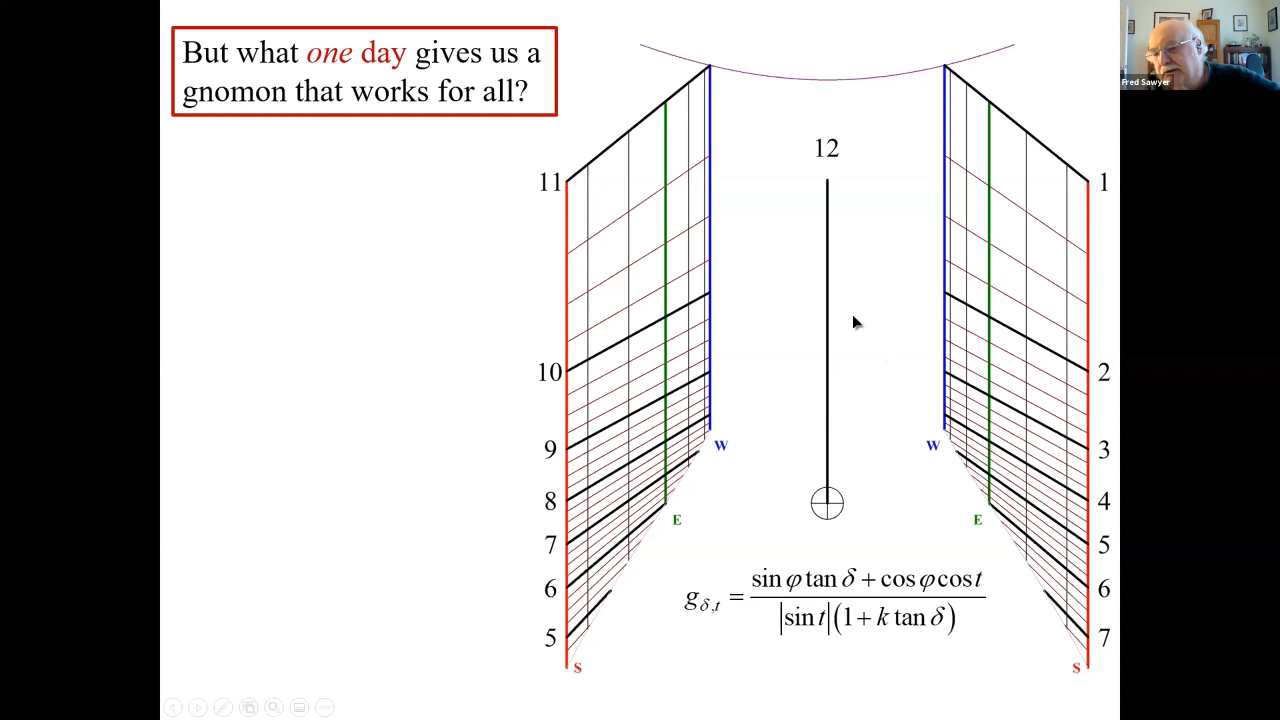 But what one day gives us a
gnomon that works for all?
Fred Sawyer
12
11
10
9
8
7
6
5
W
E
S
1
2
3
4
5
6
7
W
E
S
g_{δ,t} = \frac{sin φ tan δ + cos φ cos t}{|sin t|(1 + k tan δ)}